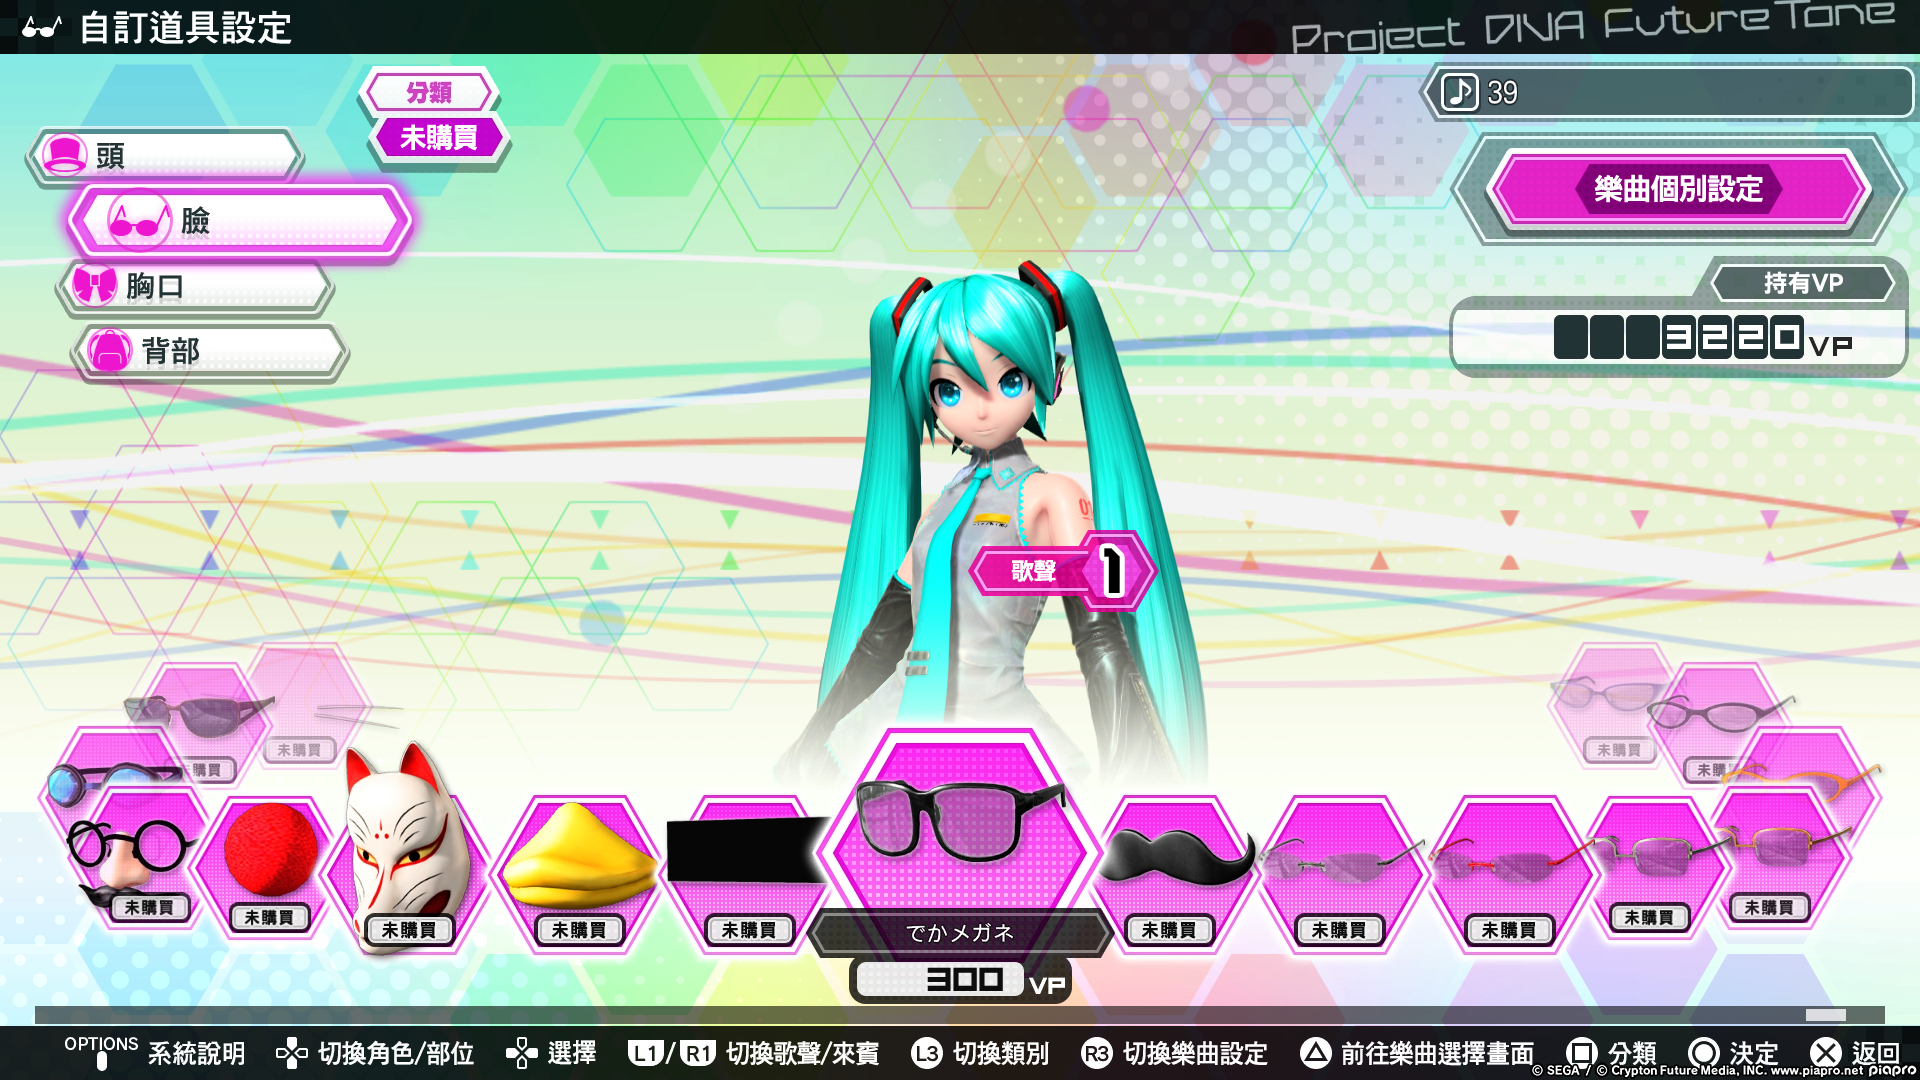 自訂道具設定
Project DIVA Future Tone
分類
未購買
39
頭
臉
胸口
背部
樂曲個別設定
持有VP
3220 VP
01
歌聲 1
未購買
未購買
未購買
未購買
未購買
未購買
未購買
未購買
未購買
未購買
未購買
未購買
未購買
未購買
でかメガネ
300 VP
OPTIONS 系統說明
切換角色/部位
選擇
L1/R1 切換歌聲/來賓
L3 切換類別
R3 切換樂曲設定
前往樂曲選擇畫面
分類
決定
返回
© SEGA / © Crypton Future Media, INC. www.piapro.net piapro